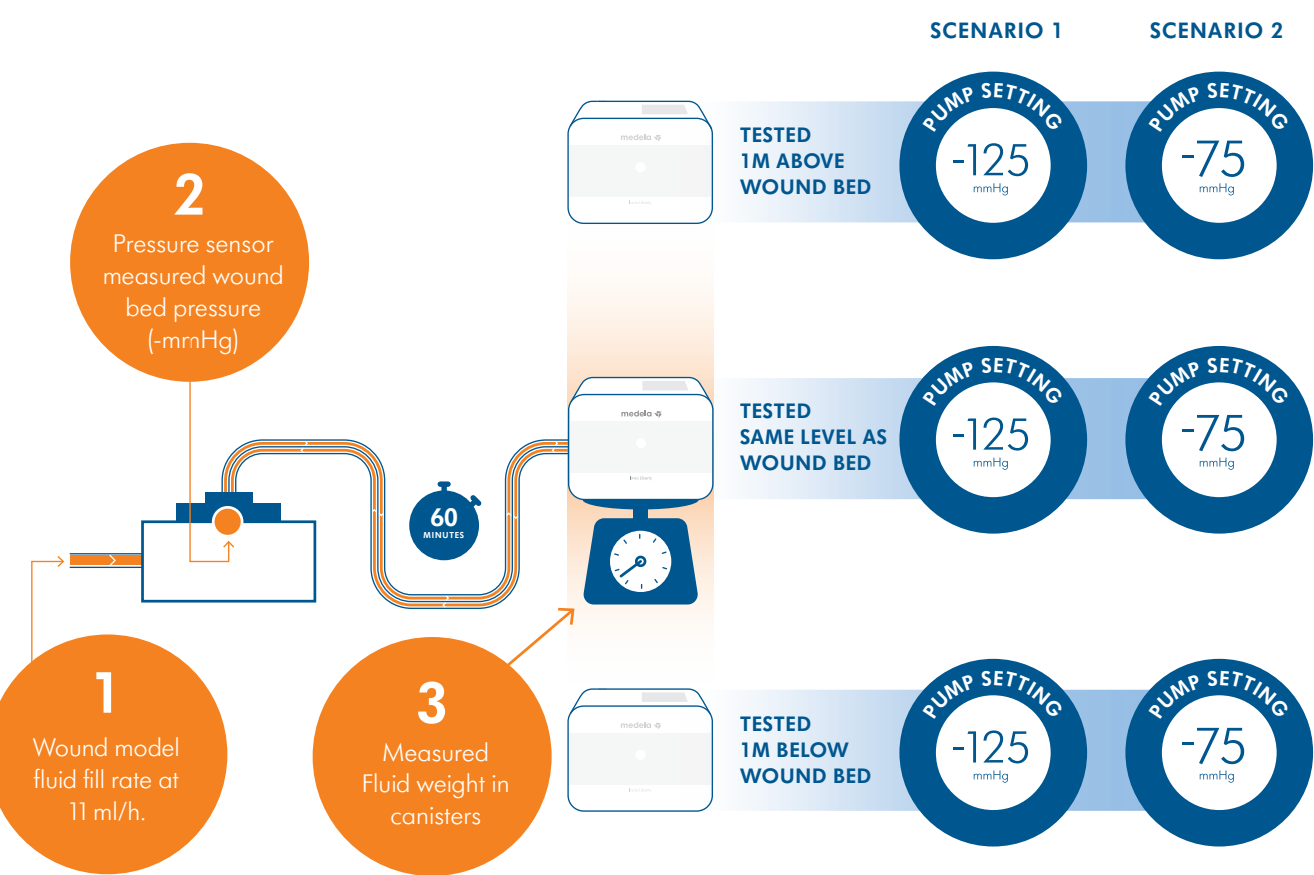 SCENARIO 1
SCENARIO 2
medela
TESTED
1M ABOVE
WOUND BED
PUMP SETTING
-125
mmHg
PUMP SETTING
-75
mmHg
2
Pressure sensor
measured wound
bed pressure
(-mmHg)
medela
TESTED
SAME LEVEL AS
WOUND BED
PUMP SETTING
-125
mmHg
PUMP SETTING
-75
mmHg
60
MINUTES
1
Wound model
fluid fill rate at
11 ml/h.
3
Measured
Fluid weight in
canisters
medela
TESTED
1M BELOW
WOUND BED
PUMP SETTING
-125
mmHg
PUMP SETTING
-75
mmHg